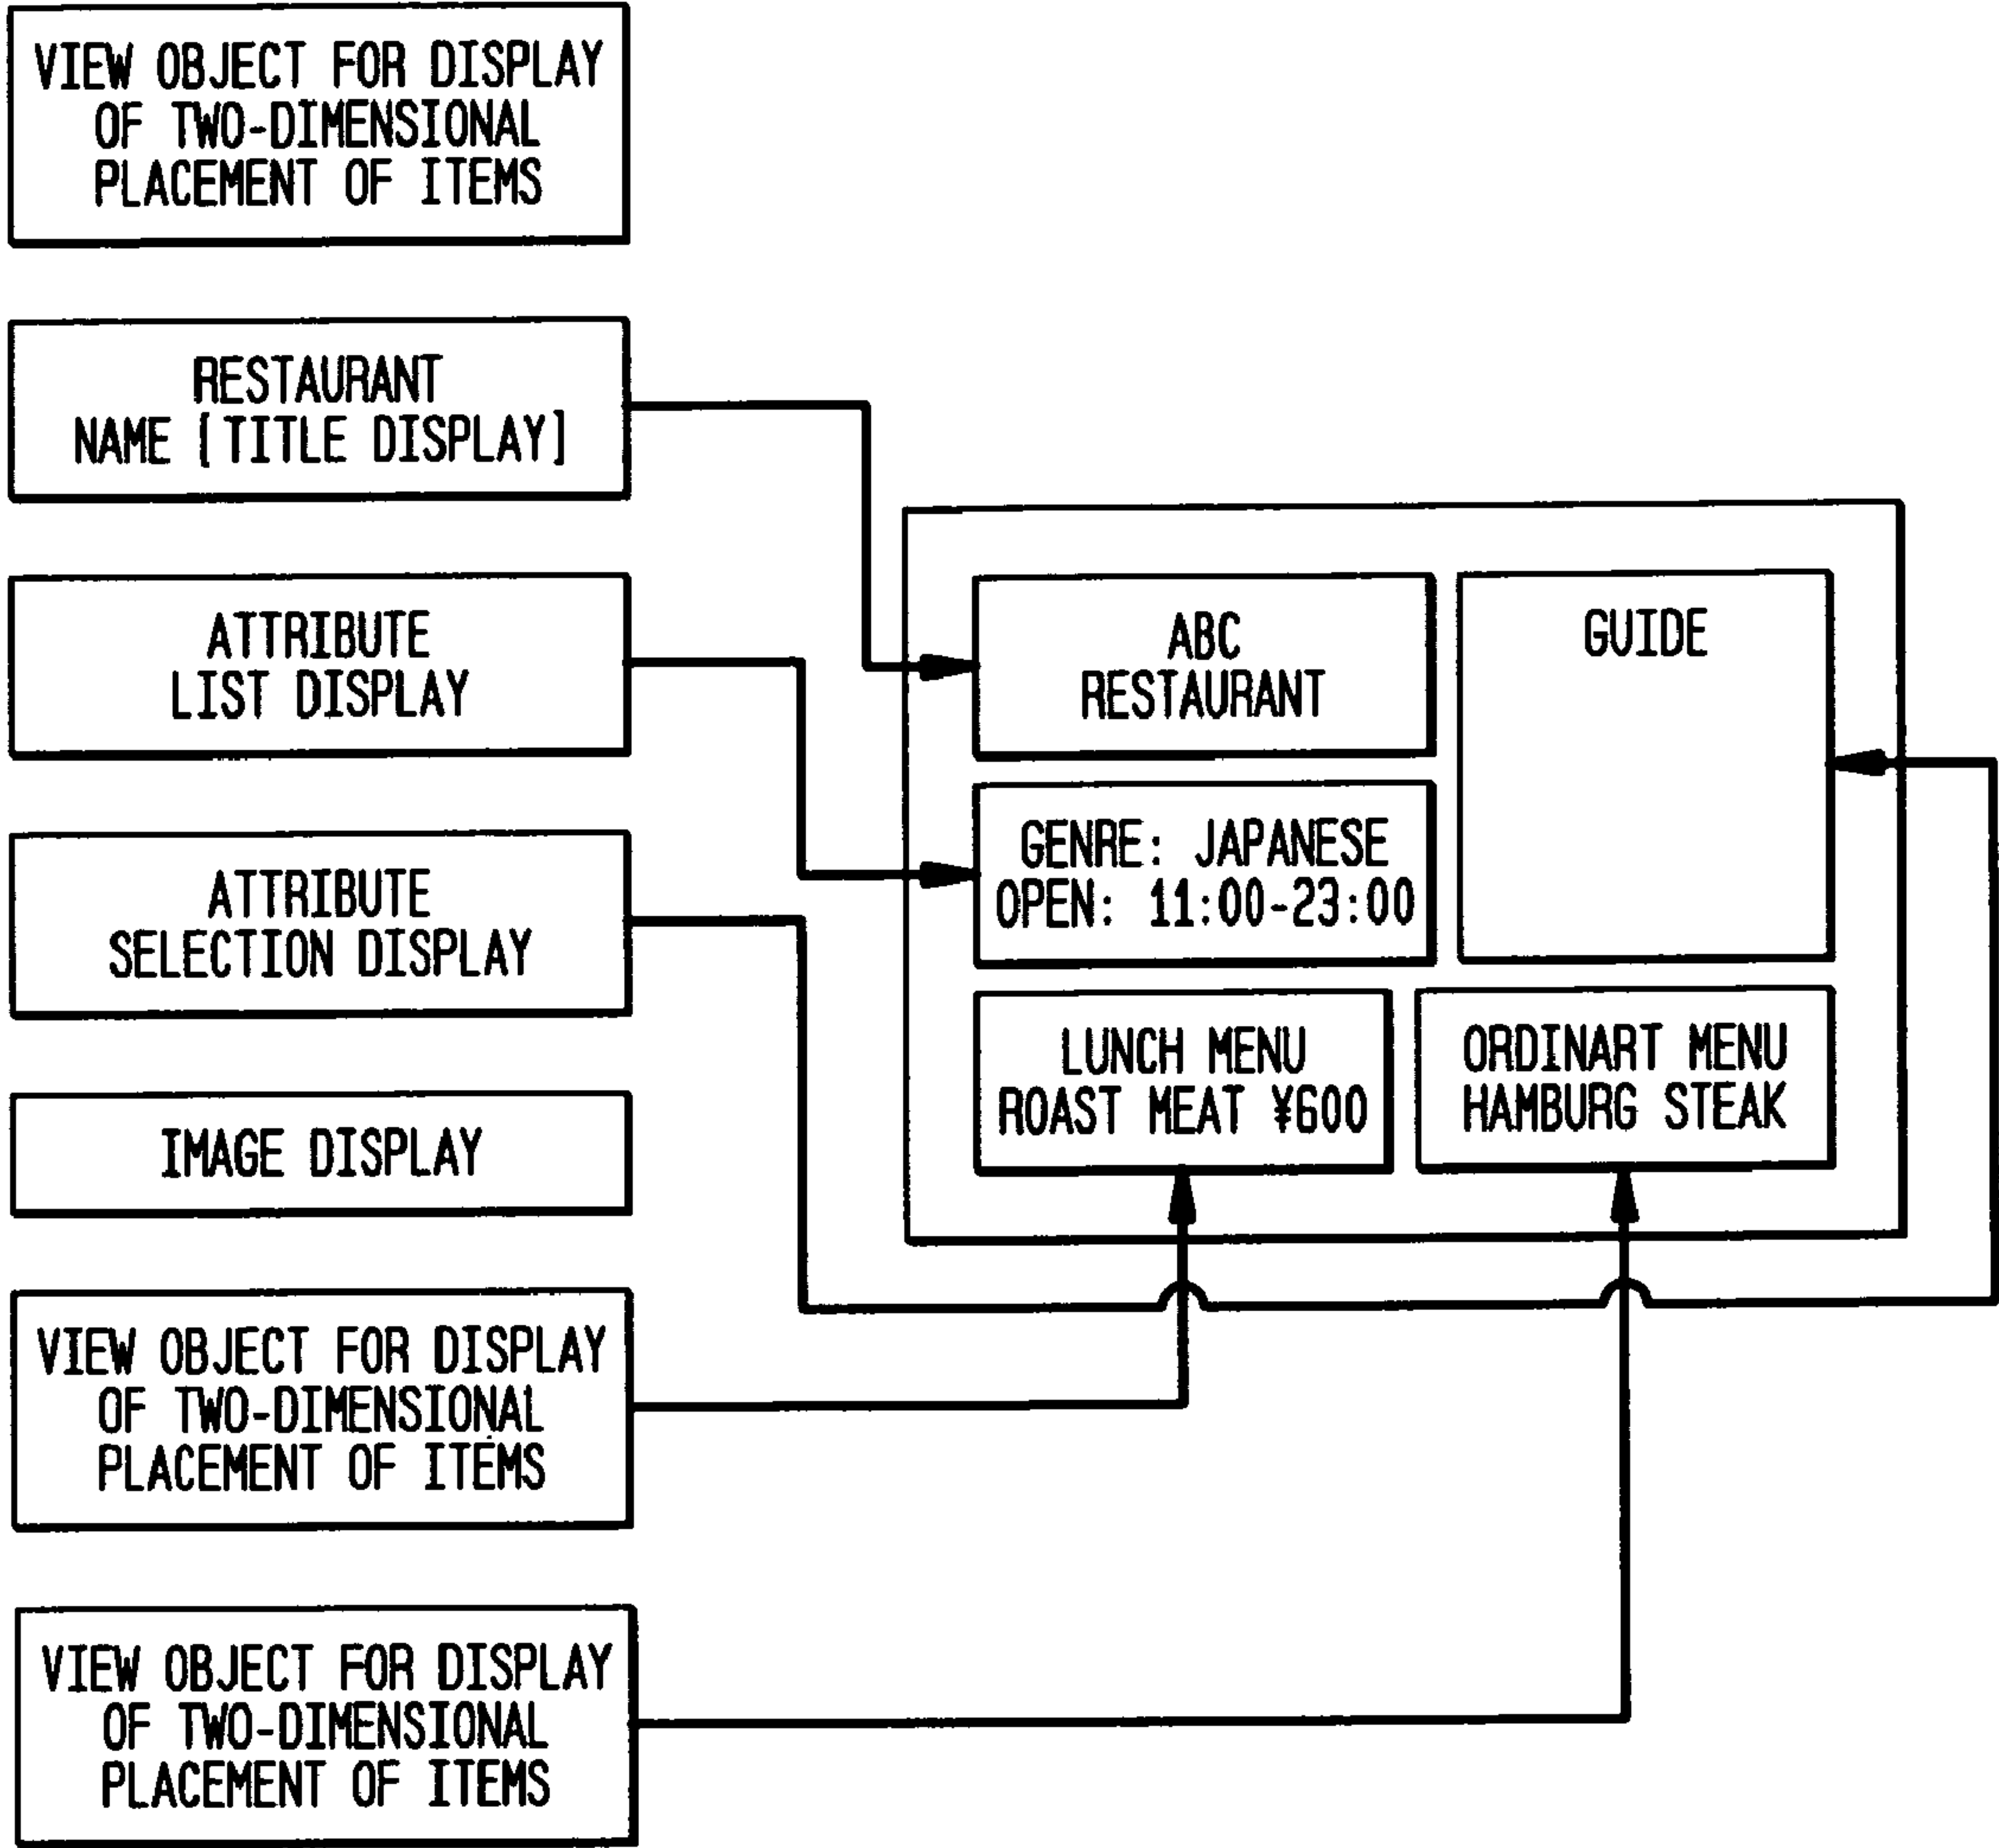 VIEW OBJECT FOR DISPLAY
OF TWO-DIMENSIONAL
PLACEMENT OF ITEMS
RESTAURANT
NAME [TITLE DISPLAY]
ATTRIBUTE
LIST DISPLAY
ATTRIBUTE
SELECTION DISPLAY
IMAGE DISPLAY
VIEW OBJECT FOR DISPLAY
OF TWO-DIMENSIONAL
PLACEMENT OF ITEMS
VIEW OBJECT FOR DISPLAY
OF TWO-DIMENSIONAL
PLACEMENT OF ITEMS
ABC
RESTAURANT
GUIDE
GENRE: JAPANESE
OPEN: 11:00-23:00
LUNCH MENU
ROAST MEAT ¥600
ORDINART MENU
HAMBURG STEAK